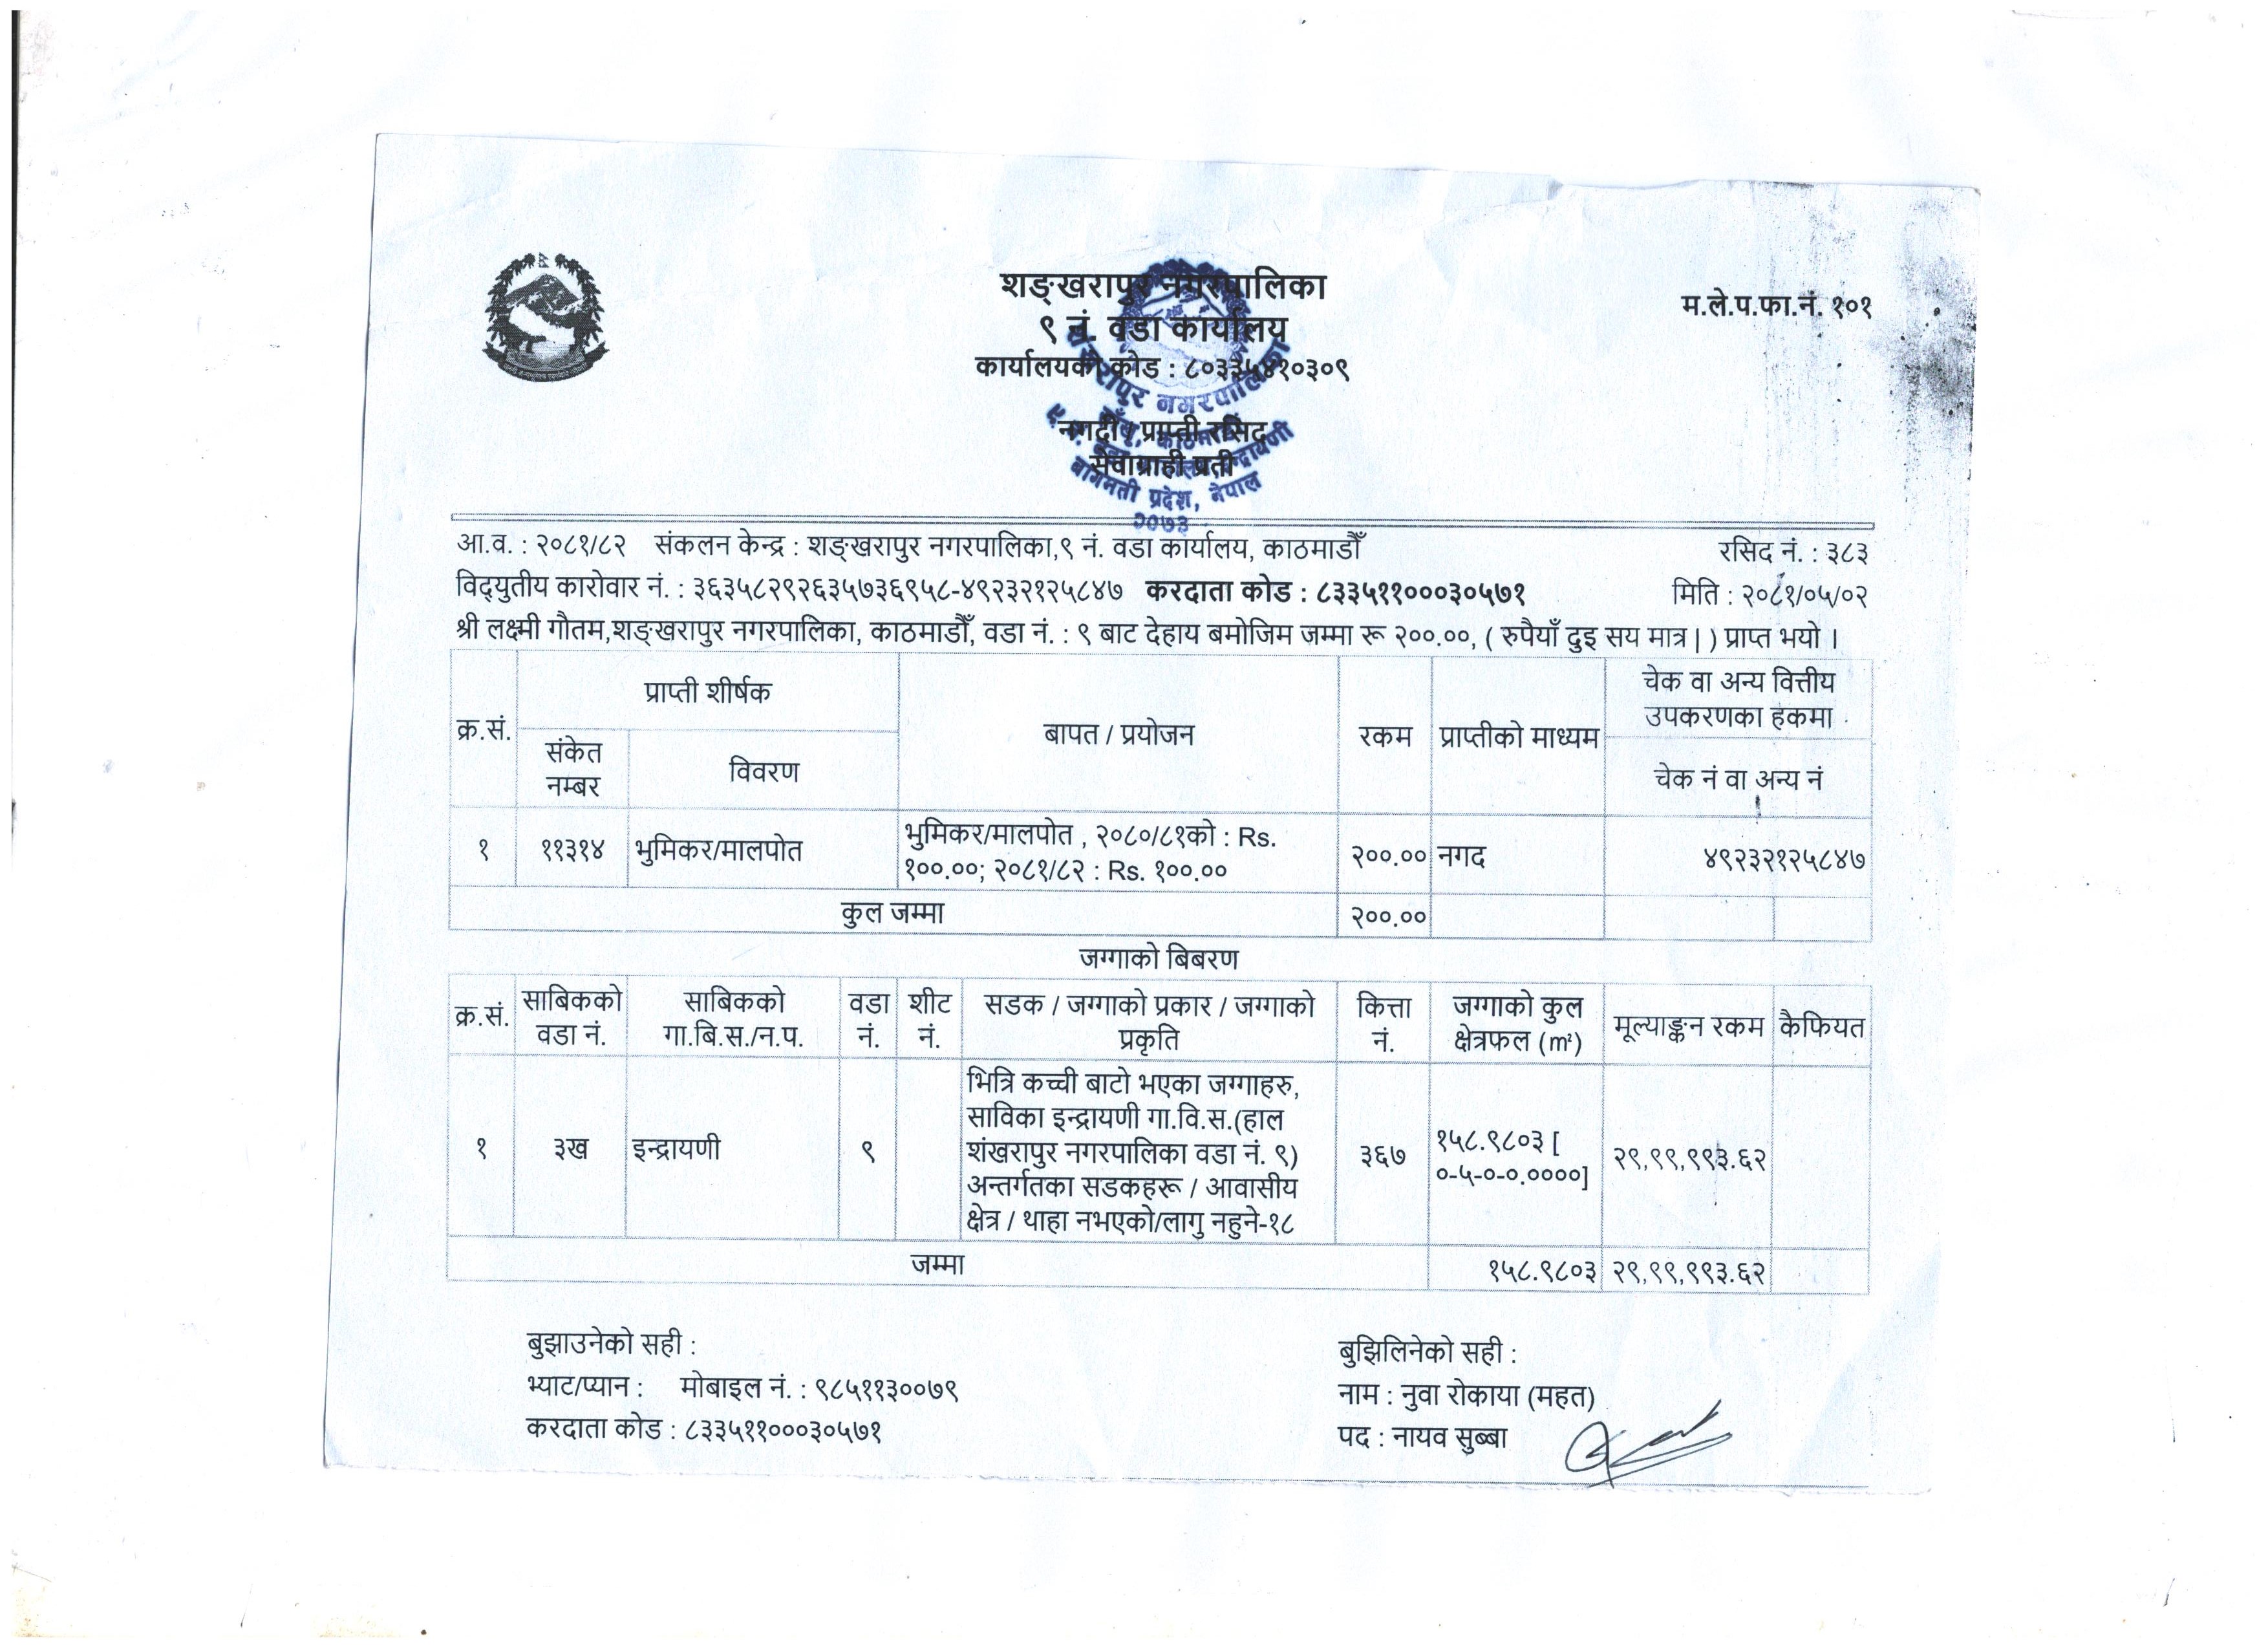 शङ्खरापुर नगरपालिका
म.ले.प.फा.नं. १०१
९ नं. वडा कार्यालय
कार्यालयको कोड : ८०३३५४१०३०९
नगदी प्राप्ती रसिद
सेवाग्राही प्रती
बागमती प्रदेश, नेपाल
२०७३
आ.व. : २०८१/८२ संकलन केन्द्र : शङ्खरापुर नगरपालिका,९ नं. वडा कार्यालय, काठमाडौँ रसिद नं. : ३८३
विद्युतीय कारोवार नं. : ३६३५८२९२६३५७३६९५८-४९२३२१२५८४७ करदाता कोड : ८३३५११०००३०५७१ मिति : २०८१/०५/०२
श्री लक्ष्मी गौतम,शङ्खरापुर नगरपालिका, काठमाडौँ, वडा नं. : ९ बाट देहाय बमोजिम जम्मा रू २००.००, ( रुपैयाँ दुइ सय मात्र| ) प्राप्त भयो ।
क्र.सं.
प्राप्ती शीर्षक
संकेत
नम्बर
विवरण
बापत / प्रयोजन
रकम
प्राप्तीको माध्यम
चेक वा अन्य वित्तीय
उपकरणका हकमा
चेक नं वा अन्य नं
१ ११३१४ भुमिकर/मालपोत
भुमिकर/मालपोत , २०८०/८१को : Rs.
१००.००; २०८१/८२ : Rs. १००.००
२००.०० नगद ४९२३२१२५८४७
कुल जम्मा २००.००
जग्गाको बिबरण
क्र.सं.
साबिकको
वडा नं.
साबिकको
गा.बि.स./न.प.
वडा
नं.
शीट
नं.
सडक / जग्गाको प्रकार / जग्गाको
प्रकृति
कित्ता
नं.
जग्गाको कुल
क्षेत्रफल (m²)
मूल्याङ्कन रकम
कैफियत
१ ३ख इन्द्रायणी ९
भित्रि कच्ची बाटो भएका जग्गाहरु,
साविका इन्द्रायणी गा.वि.स.(हाल
शंखरापुर नगरपालिका वडा नं. ९)
अन्तर्गतका सडकहरू / आवासीय
क्षेत्र / थाहा नभएको/लागु नहुने-१८
३६७
१५८.९८०३ [
०-५-०-०.००००]
२९,९९,९९३.६२
जम्मा १५८.९८०३ २९,९९,९९३.६२
बुझाउनेको सही :
भ्याट/प्यान : मोबाइल नं. : ९८५११३००७९
करदाता कोड : ८३३५११०००३०५७१
बुझिलिनेको सही :
नाम : नुवा रोकाया (महत)
पद : नायव सुब्बा